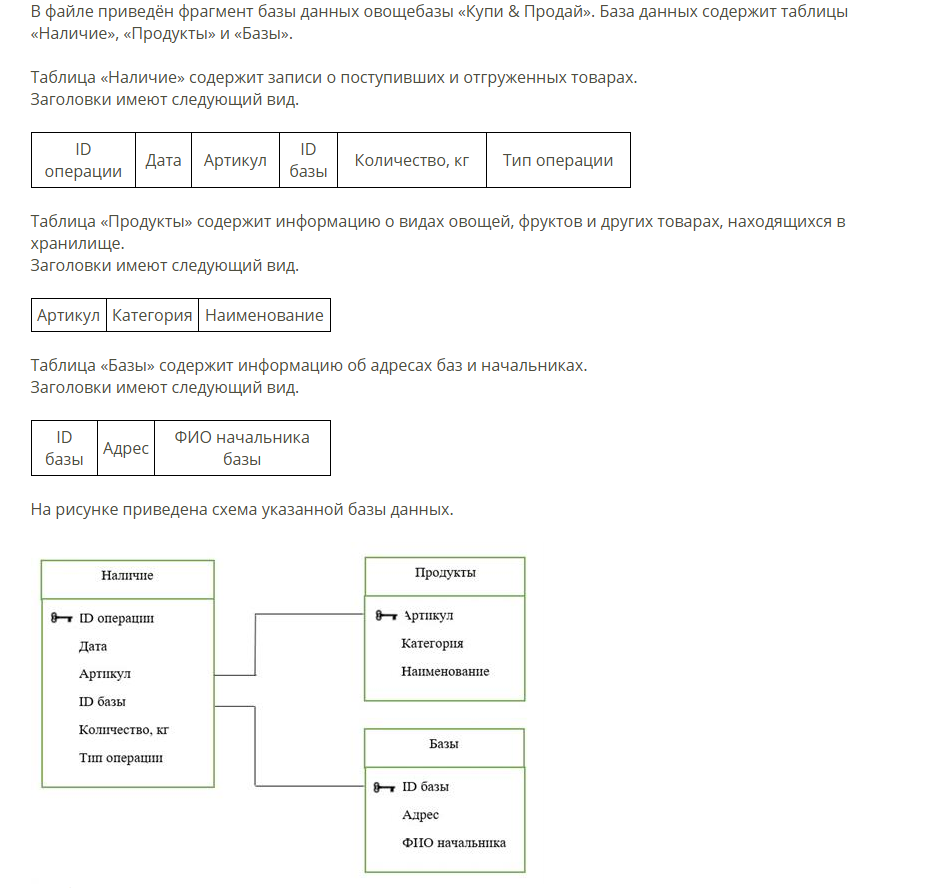 В файле приведён фрагмент базы данных овощебазы «Купи & Продай». База данных содержит таблицы
«Наличие», «Продукты» и «Базы».
Таблица «Наличие» содержит записи о поступивших и отгруженных товарах.
Заголовки имеют следующий вид.
ID операции Дата Артикул ID базы Количество, кг Тип операции
Таблица «Продукты» содержит информацию о видах овощей, фруктов и других товарах, находящихся в
хранилище.
Заголовки имеют следующий вид.
Артикул Категория Наименование
Таблица «Базы» содержит информацию об адресах баз и начальниках.
Заголовки имеют следующий вид.
ID базы Адрес ФИО начальника базы
На рисунке приведена схема указанной базы данных.
Наличие
ID операции
Дата
Артикул
ID базы
Количество, кг
Тип операции
Продукты
Артикул
Категория
Наименование
Базы
ID базы
Адрес
ФИО начальника